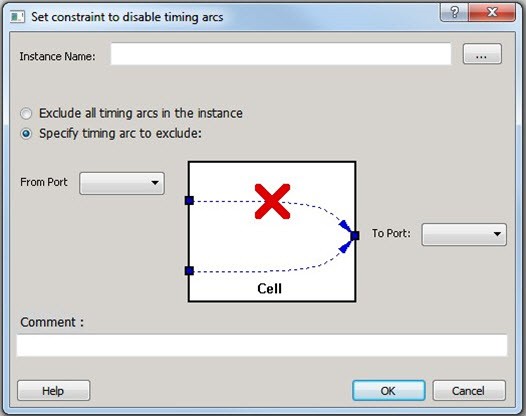 Set constraint to disable timing arcs
Instance Name:
...
Exclude all timing arcs in the instance
Specify timing arc to exclude:
From Port
To Port:
Cell
Comment :
Help
OK
Cancel